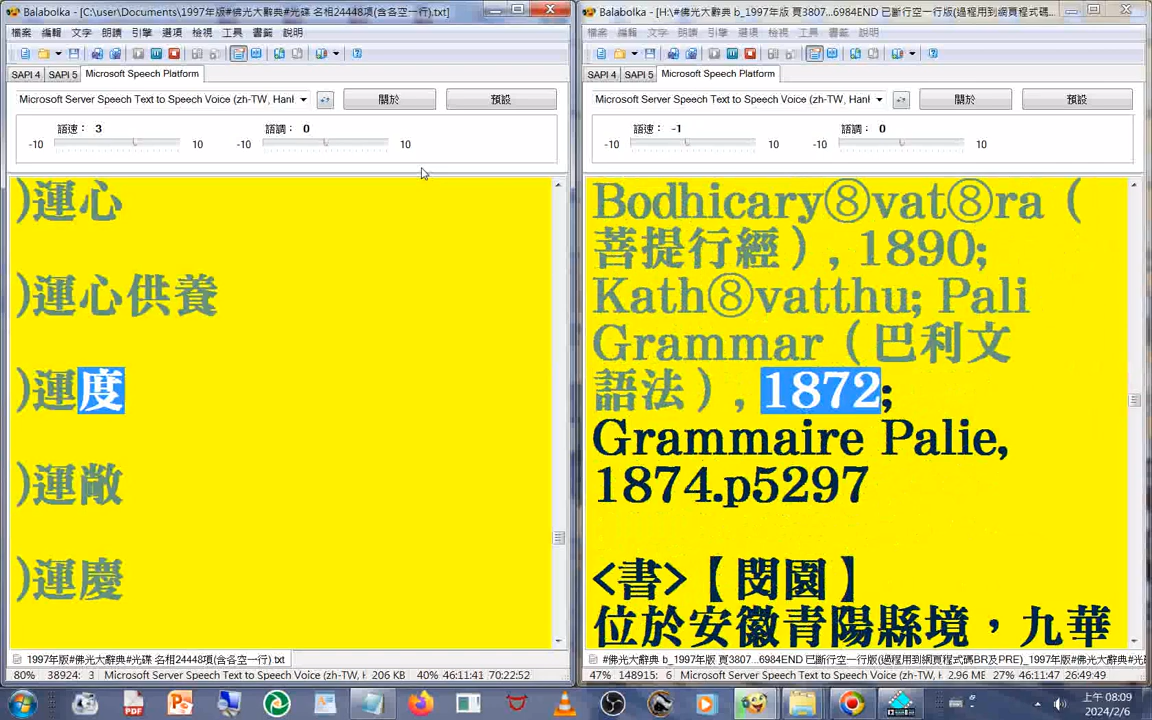 Balabolka - [C:\user\Documents\1997年版#佛光大辭典#光碟 名相24448項(含各空一行).txt]
檔案 編輯 文字 朗讀 引擎 選項 檢視 工具 書籤 說明
SAPI 4 SAPI 5 Microsoft Speech Platform
Microsoft Server Speech Text to Speech Voice (zh-TW, Hanl
關於 預設
語速： 3 語調： 0
-10 10 -10 10
)運心
)運心供養
)運度
)運敞
)運慶
1997年版#佛光大辭典#光碟 名相24448項(含各空一行).txt
80% 38924: 3 Microsoft Server Speech Text to Speech Voice (zh-TW, H 206 KB 40% 46:11:41 70:22:52
Balabolka - [H:\#佛光大辭典 b_1997年版 頁3807...6984END 已斷行空一行版(過程用到網頁程式碼
檔案 編輯 文字 朗讀 引擎 選項 檢視 工具 書籤 說明
SAPI 4 SAPI 5 Microsoft Speech Platform
Microsoft Server Speech Text to Speech Voice (zh-TW, Hanl
關於 預設
語速： -1 語調： 0
-10 10 -10 10
Bodhicary⑧vat⑧ra（
菩提行經）, 1890;
Kath⑧vatthu; Pali
Grammar（巴利文
語法）, 1872;
Grammaire Palie,
1874.p5297
<書>【閔園】
位於安徽青陽縣境，九華
#佛光大辭典 b_1997年版 頁3807...6984END 已斷行空一行版(過程用到網頁程式碼BR及PRE)_1997年版#光
47% 148915: 6 Microsoft Server Speech Text to Speech Voice (zh-TW, H 2.96 ME 27% 46:11:47 26:49:49
上午 08:09
2024/2/6